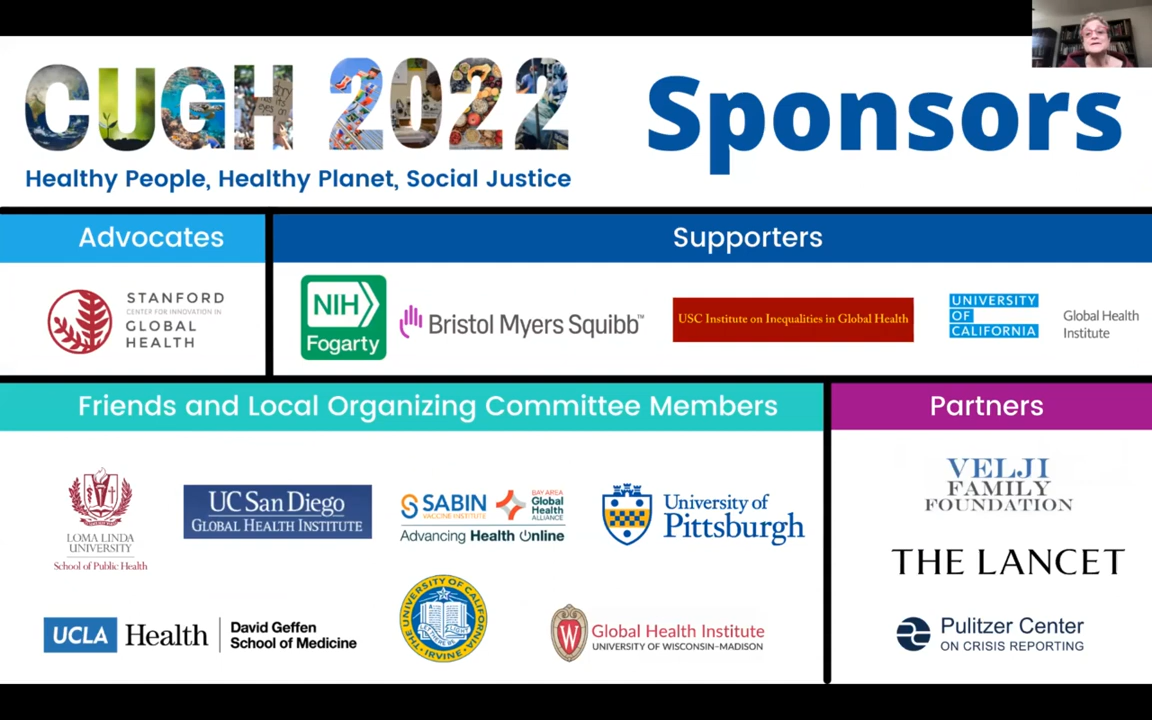 CUGH 2022
Sponsors
Healthy People, Healthy Planet, Social Justice
Advocates
Supporters
STANFORD
CENTER FOR INNOVATION IN
GLOBAL
HEALTH
NIH
Fogarty
Bristol Myers Squibb™
USC Institute on Inequalities in Global Health
UNIVERSITY
OF
CALIFORNIA
Global Health
Institute
Friends and Local Organizing Committee Members
Partners
LOMA LINDA
UNIVERSITY
School of Public Health
UC San Diego
GLOBAL HEALTH INSTITUTE
SABIN
VACCINE INSTITUTE
BAY AREA
Global
Health
ALLIANCE
Advancing Health Online
University of
Pittsburgh
UCLA Health
David Geffen
School of Medicine
THE UNIVERSITY OF CALIFORNIA
IRVINE
W
Global Health Institute
UNIVERSITY OF WISCONSIN–MADISON
VELJI
FAMILY
FOUNDATION
THE LANCET
Pulitzer Center
ON CRISIS REPORTING